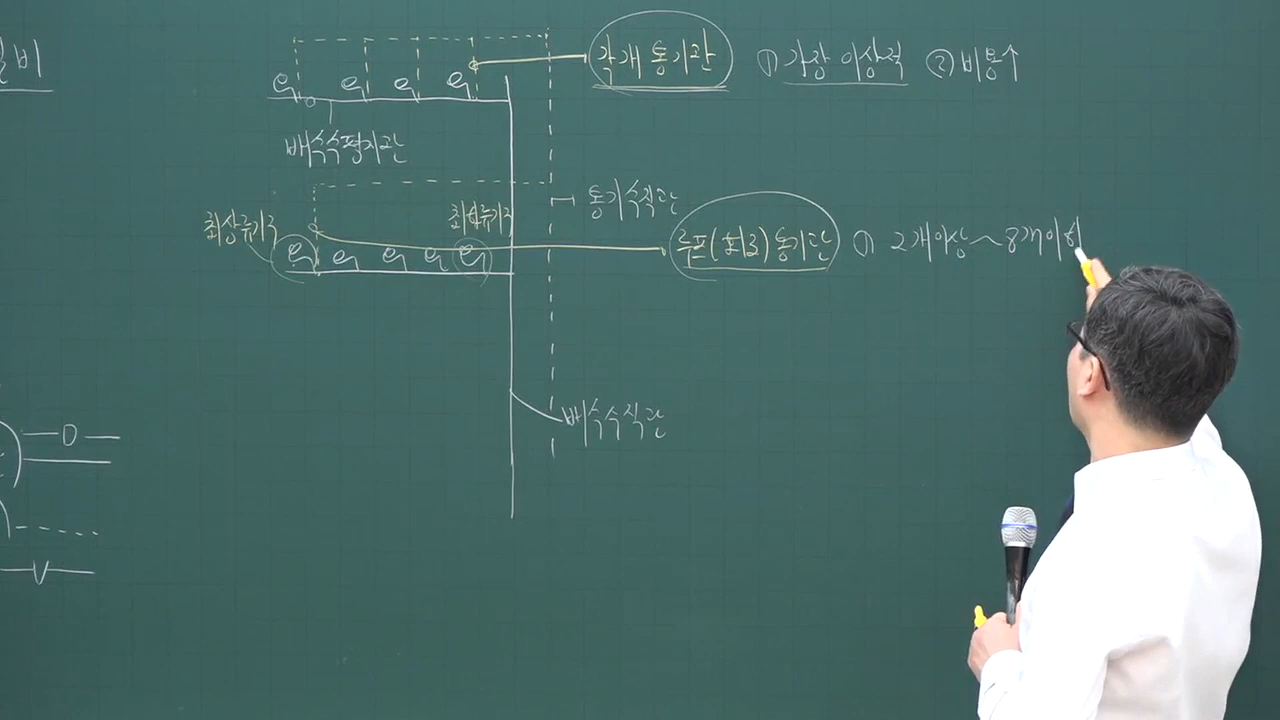 비
각개통기관 ① 가장 이상적 ② 비용↑
배수수평지관
통기수직관
최상류기구
최하류기구
루프(회로)통기관 ① 2개이상~8개이하
배수수직관
D
V